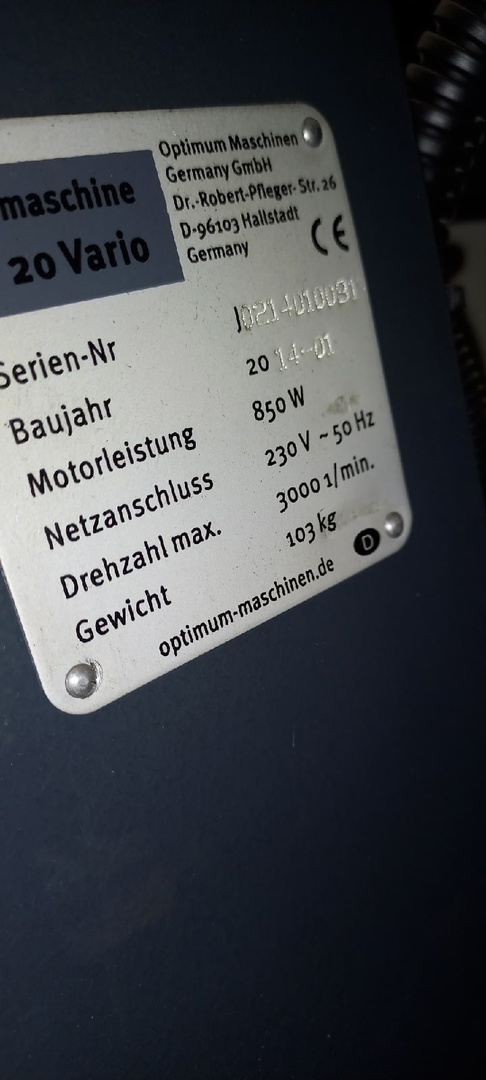 Optimum Maschinen
Germany GmbH
Dr.-Robert-Pfleger-Str. 26
D-96103 Hallstadt
Germany
CE
maschine
20 Vario
Serien-Nr
Baujahr 20 14-01
Motorleistung 850 W
Netzanschluss 230 V ~ 50 Hz
Drehzahl max. 3000 1/min.
Gewicht 103 kg
optimum-maschinen.de
D